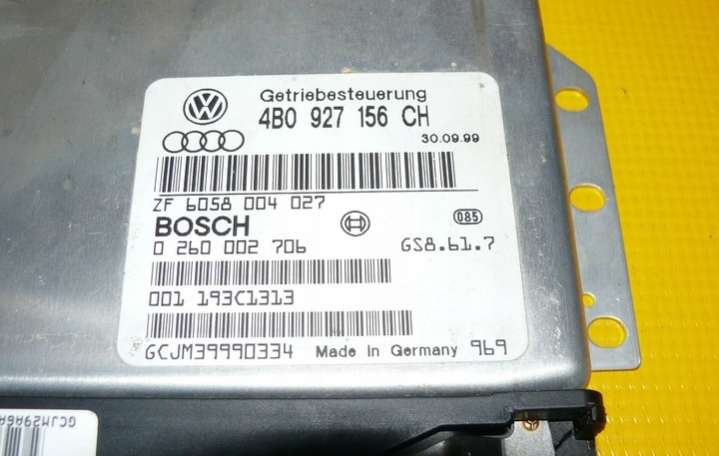 Getriebesteuerung
4B0 927 156 CH
30.09.99
ZF 6058 004 027
BOSCH 085
0 260 002 706 GS8.61.7
001 193C1313
GCJM39990334 Made in Germany 969